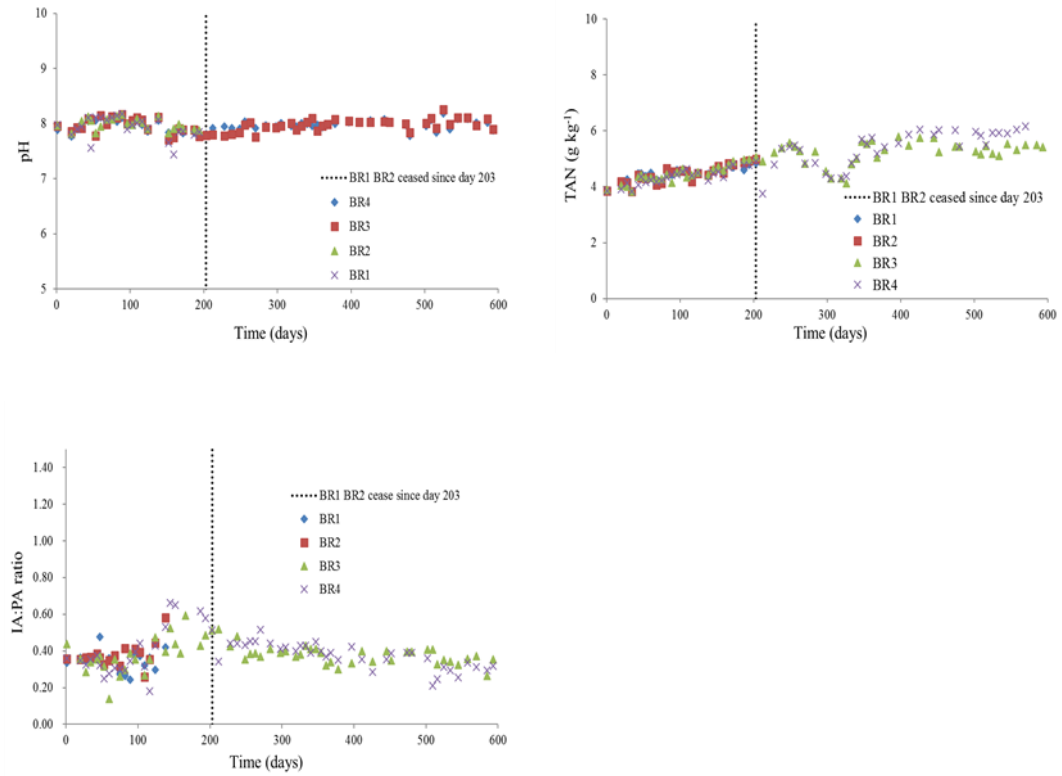 10
9
8
7
6
5
pH
0
100
200
300
400
500
600
Time (days)
BR1 BR2 ceased since day 203
BR4
BR3
BR2
BR1
10
8
6
4
2
0
TAN (g kg-1)
0
100
200
300
400
500
600
Time (days)
BR1 BR2 ceased since day 203
BR1
BR2
BR3
BR4
1.40
1.20
1.00
0.80
0.60
0.40
0.20
0.00
IA:PA ratio
0
100
200
300
400
500
600
Time (days)
BR1 BR2 cease since day 203
BR1
BR2
BR3
BR4